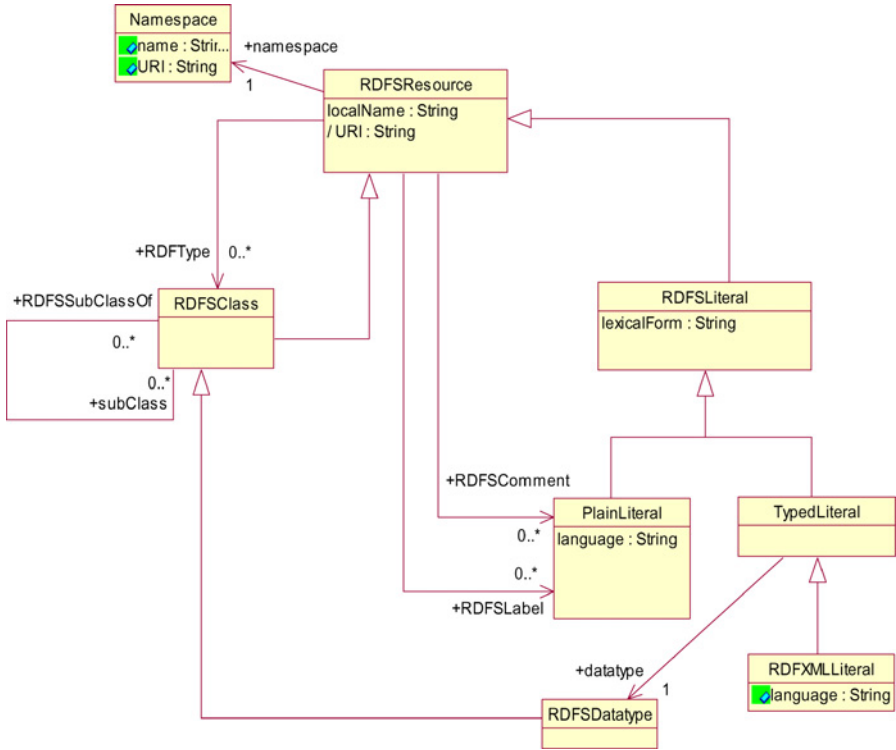 Namespace
name : Strir...
URI : String
+namespace
1
RDFSResource
localName : String
/ URI : String
+RDFType
0..*
+RDFSSubClassOf
RDFSClass
0..*
0..*
+subClass
RDFSLiteral
lexicalForm : String
+RDFSComment
0..*
PlainLiteral
language : String
TypedLiteral
0..*
+RDFSLabel
+datatype
1
RDFXMLLiteral
language : String
RDFSDatatype